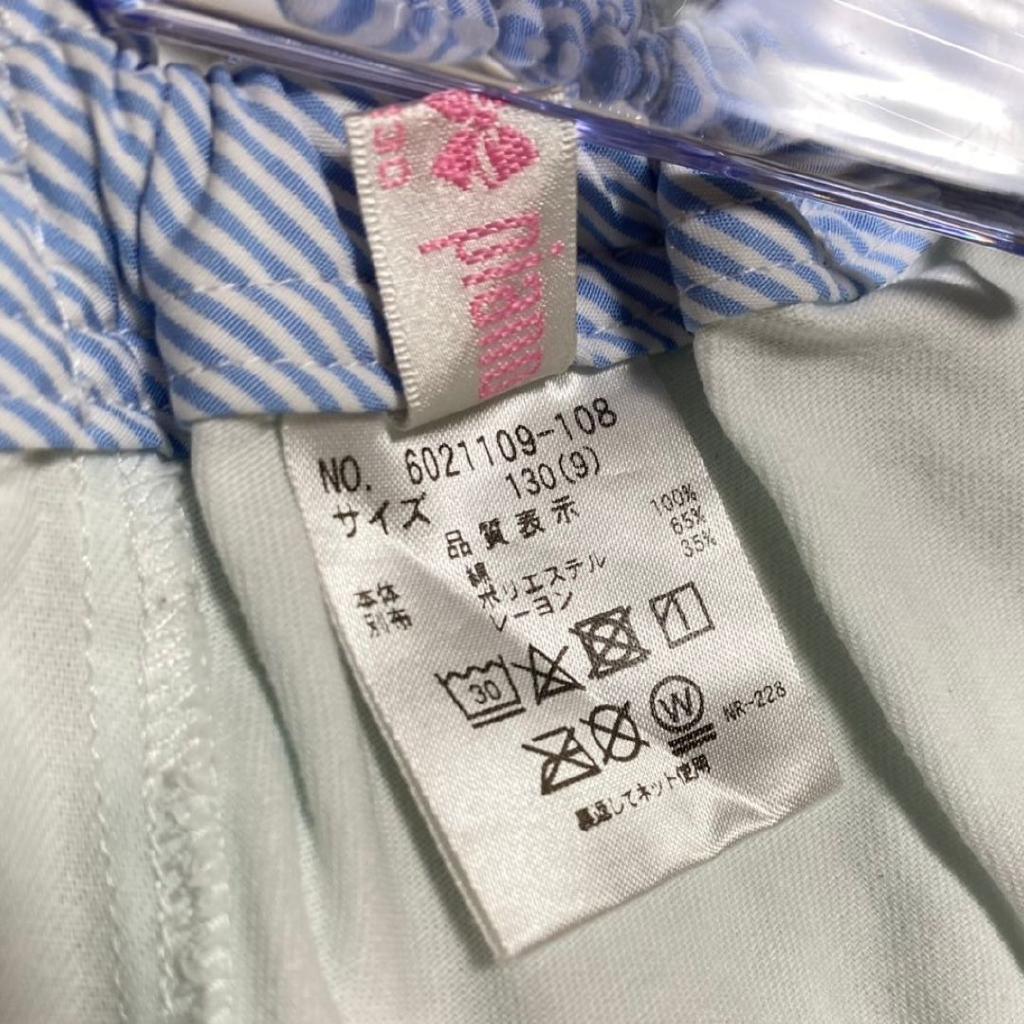 130
NO. 6021109-108
サイズ 130(9)
品質表示
本体 綿 100%
別布 ポリエステル 65%
レーヨン 35%
30
W NR-228
裏返してネット使用